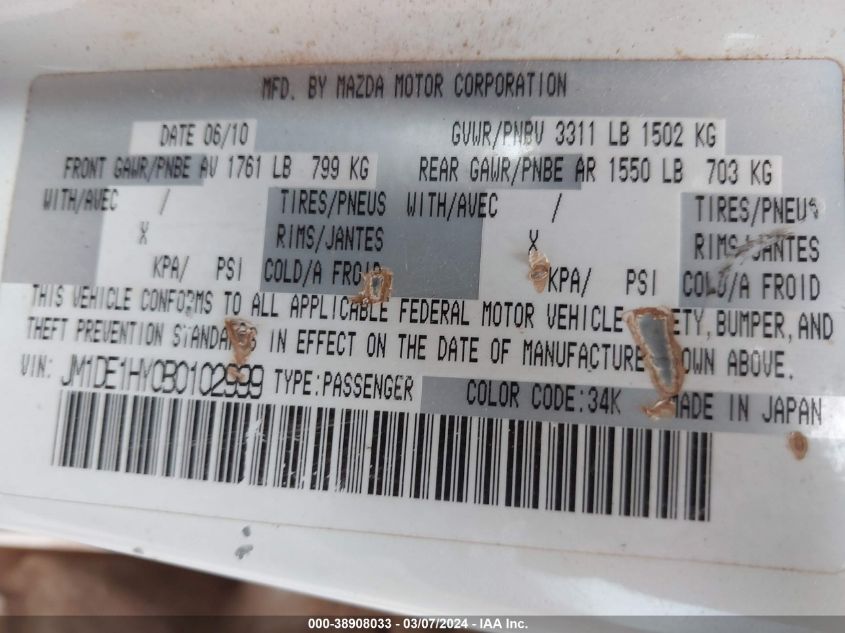 MFD. BY MAZDA MOTOR CORPORATION
DATE 06/10 GVWR/PNBV 3311 LB 1502 KG
FRONT GAWR/PNBE AV 1761 LB 799 KG REAR GAWR/PNBE AR 1550 LB 703 KG
WITH/AVEC / TIRES/PNEUS WITH/AVEC / TIRES/PNEUS
X RIMS/JANTES X RIMS/JANTES
KPA/ PSI COLD/A FROID KPA/ PSI COLD/A FROID
THIS VEHICLE CONFORMS TO ALL APPLICABLE FEDERAL MOTOR VEHICLE ETY, BUMPER, AND
THEFT PREVENTION STANDARDS IN EFFECT ON THE DATE OF MANUFACTURE OWN ABOVE.
VIN: JM1DE1HY0B0102999 TYPE:PASSENGER COLOR CODE:34K MADE IN JAPAN
000-38908033 - 03/07/2024 - IAA Inc.